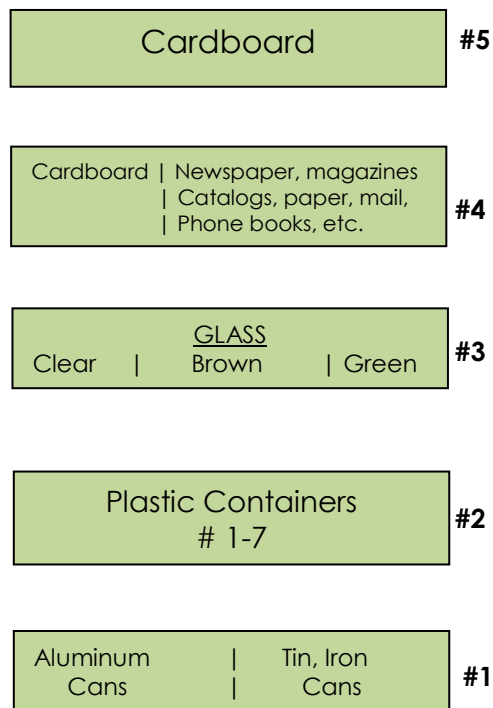 Cardboard #5
Cardboard | Newspaper, magazines
| Catalogs, paper, mail,
| Phone books, etc.
#4
GLASS
Clear | Brown | Green
#3
Plastic Containers
# 1-7
#2
Aluminum | Tin, Iron
Cans | Cans
#1